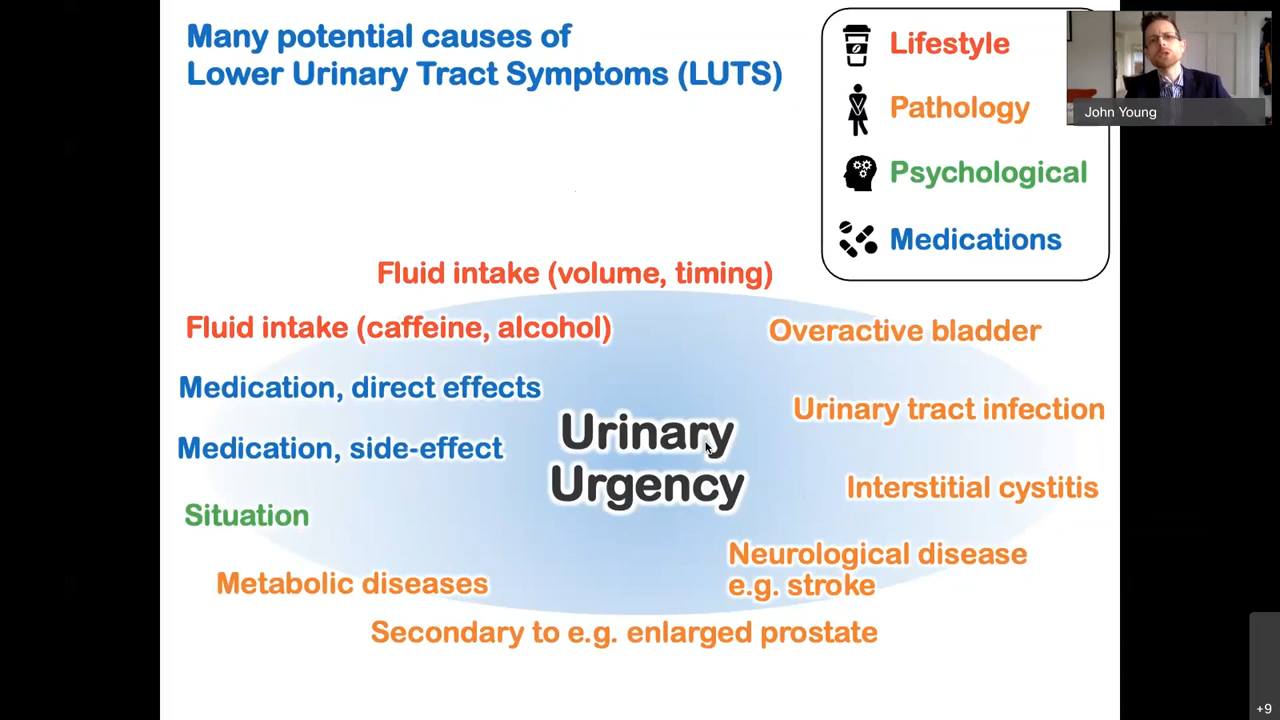 Many potential causes of
Lower Urinary Tract Symptoms (LUTS)
Lifestyle
Pathology
Psychological
Medications
John Young
Fluid intake (volume, timing)
Fluid intake (caffeine, alcohol)
Overactive bladder
Medication, direct effects
Urinary tract infection
Urinary
Urgency
Medication, side-effect
Interstitial cystitis
Situation
Neurological disease
e.g. stroke
Metabolic diseases
Secondary to e.g. enlarged prostate
+9